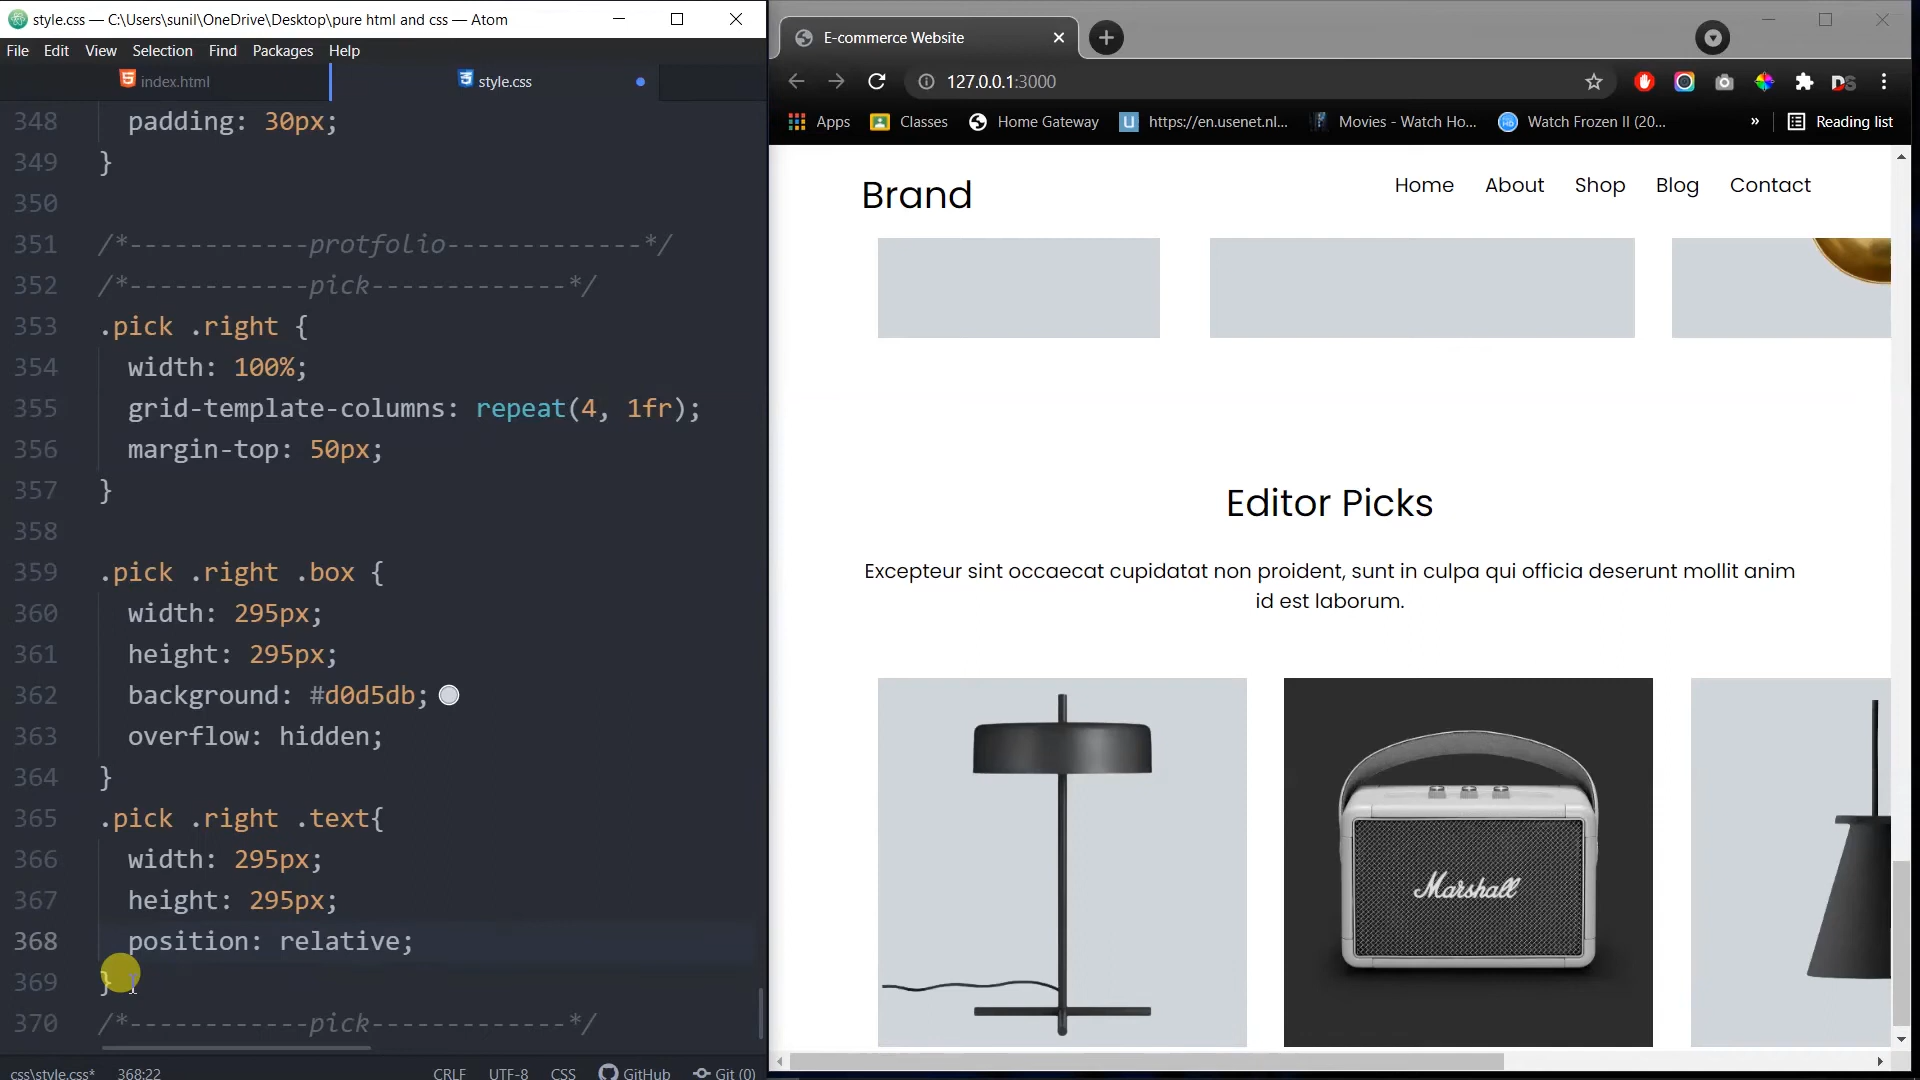 style.css — C:\Users\sunil\OneDrive\Desktop\pure html and css — Atom
File Edit View Selection Find Packages Help
index.html
style.css
348 padding: 30px;
349 }
350
351 /*------------protfolio-------------*/
352 /*------------pick-------------*/
353 .pick .right {
354 width: 100%;
355 grid-template-columns: repeat(4, 1fr);
356 margin-top: 50px;
357 }
358
359 .pick .right .box {
360 width: 295px;
361 height: 295px;
362 background: #d0d5db;
363 overflow: hidden;
364 }
365 .pick .right .text{
366 width: 295px;
367 height: 295px;
368 position: relative;
369 }
370 /*------------pick-------------*/
css\style.css* 368:22 CRLF UTF-8 CSS GitHub Git (0)
E-commerce Website
127.0.0.1:3000
Apps Classes Home Gateway https://en.usenet.nl... Movies - Watch Ho... Watch Frozen II (20... » Reading list
Brand
Home About Shop Blog Contact
Editor Picks
Excepteur sint occaecat cupidatat non proident, sunt in culpa qui officia deserunt mollit anim
id est laborum.
Marshall